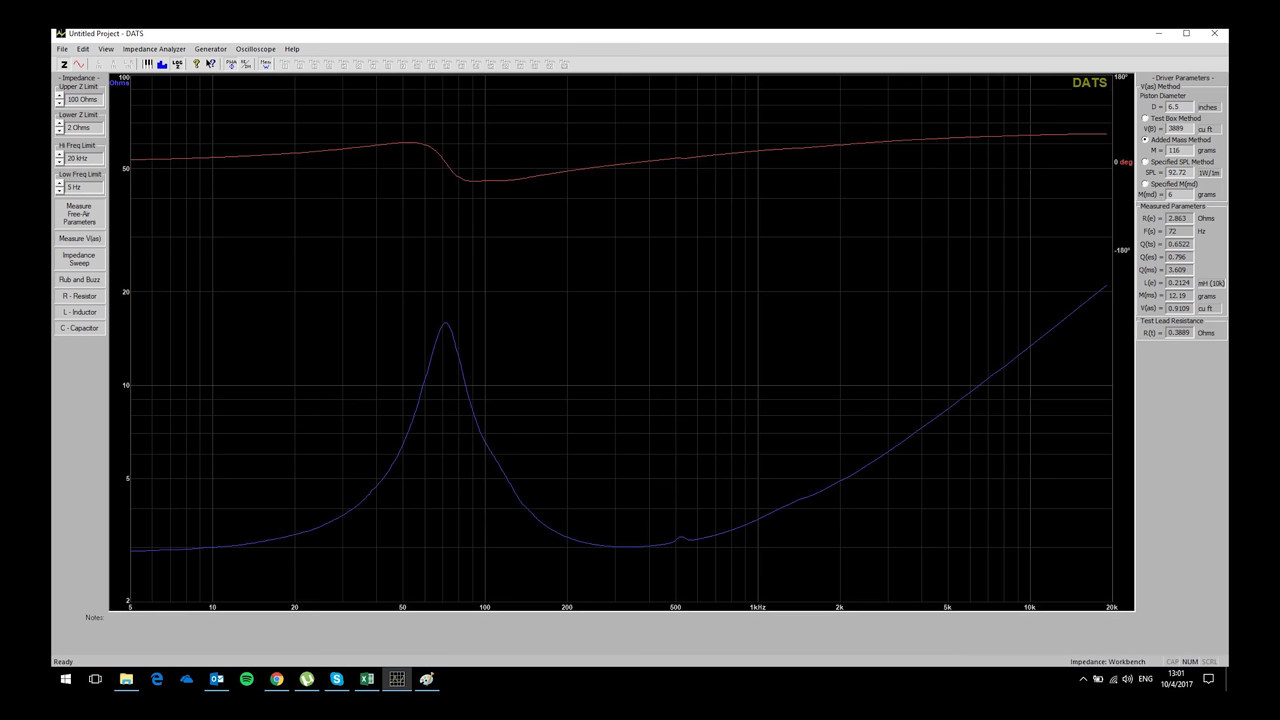 Untitled Project - DATS
File Edit View Impedance Analyzer Generator Oscilloscope Help
- Impedance -
Upper Z Limit
100 Ohms
Lower Z Limit
2 Ohms
Hi Freq Limit
20 kHz
Low Freq Limit
5 Hz
Measure
Free-Air
Parameters
Measure V(as)
Impedance
Sweep
Rub and Buzz
R - Resistor
L - Inductor
C - Capacitor
100
Ohms
50
20
10
5
2
DATS
180°
0 deg
-180°
5 10 20 50 100 200 500 1kHz 2k 5k 10k 20k
- Driver Parameters -
V(as) Method
Piston Diameter
D = 6.5 inches
Test Box Method
V(B) = 3889 cu ft
Added Mass Method
M = 116 grams
Specified SPL Method
SPL = 92.72 1W/1m
Specified M(md)
M(md) = 6 grams
Measured Parameters
R(e) = 2.863 Ohms
F(s) = 72 Hz
Q(ts) = 0.6522
Q(es) = 0.796
Q(ms) = 3.609
L(e) = 0.2124 mH (10k)
M(ms) = 12.19 grams
V(as) = 0.9109 cu ft
Test Lead Resistance
R(t) = 0.3889 Ohms
Notes:
Ready
Impedance: Workbench CAP NUM SCRL
ENG
13:01
10/4/2017